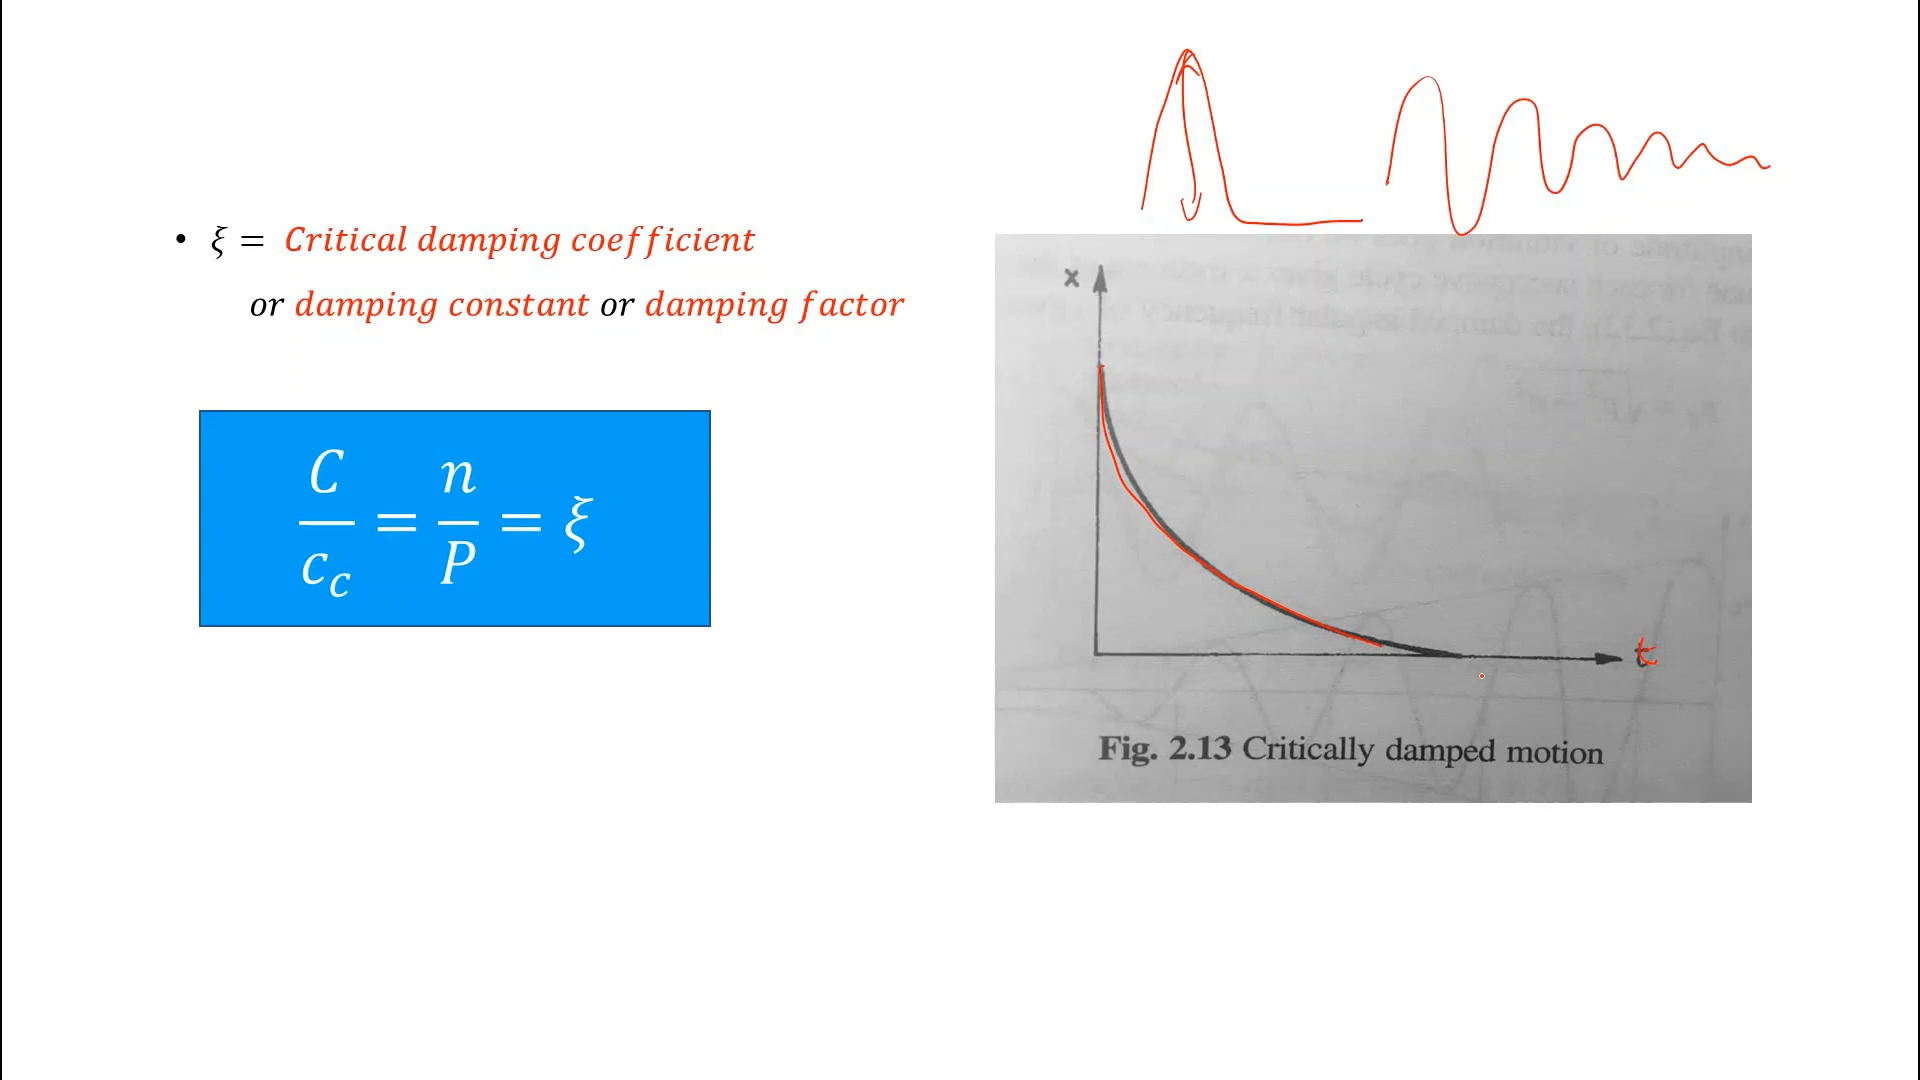 • ξ = Critical damping coefficient
or damping constant or damping factor
C/c_c = n/P = ξ
x
t
Fig. 2.13 Critically damped motion